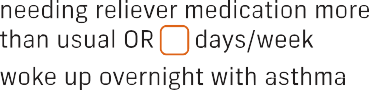 needing reliever medication more
than usual OR days/week
woke up overnight with asthma